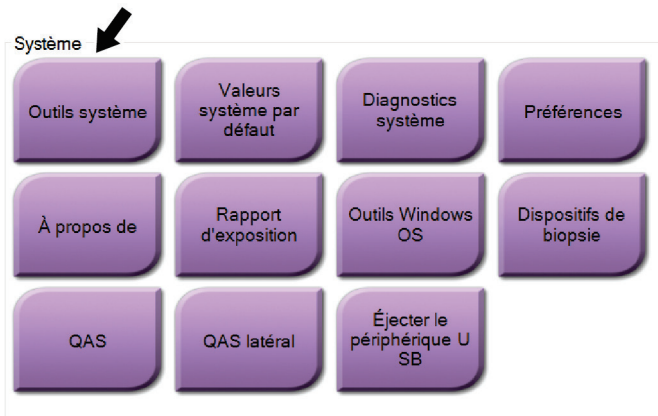 Système
Outils système
Valeurs
système par
défaut
Diagnostics
système
Préférences
À propos de
Rapport
d'exposition
Outils Windows
OS
Dispositifs de
biopsie
QAS
QAS latéral
Éjecter le
périphérique U
SB